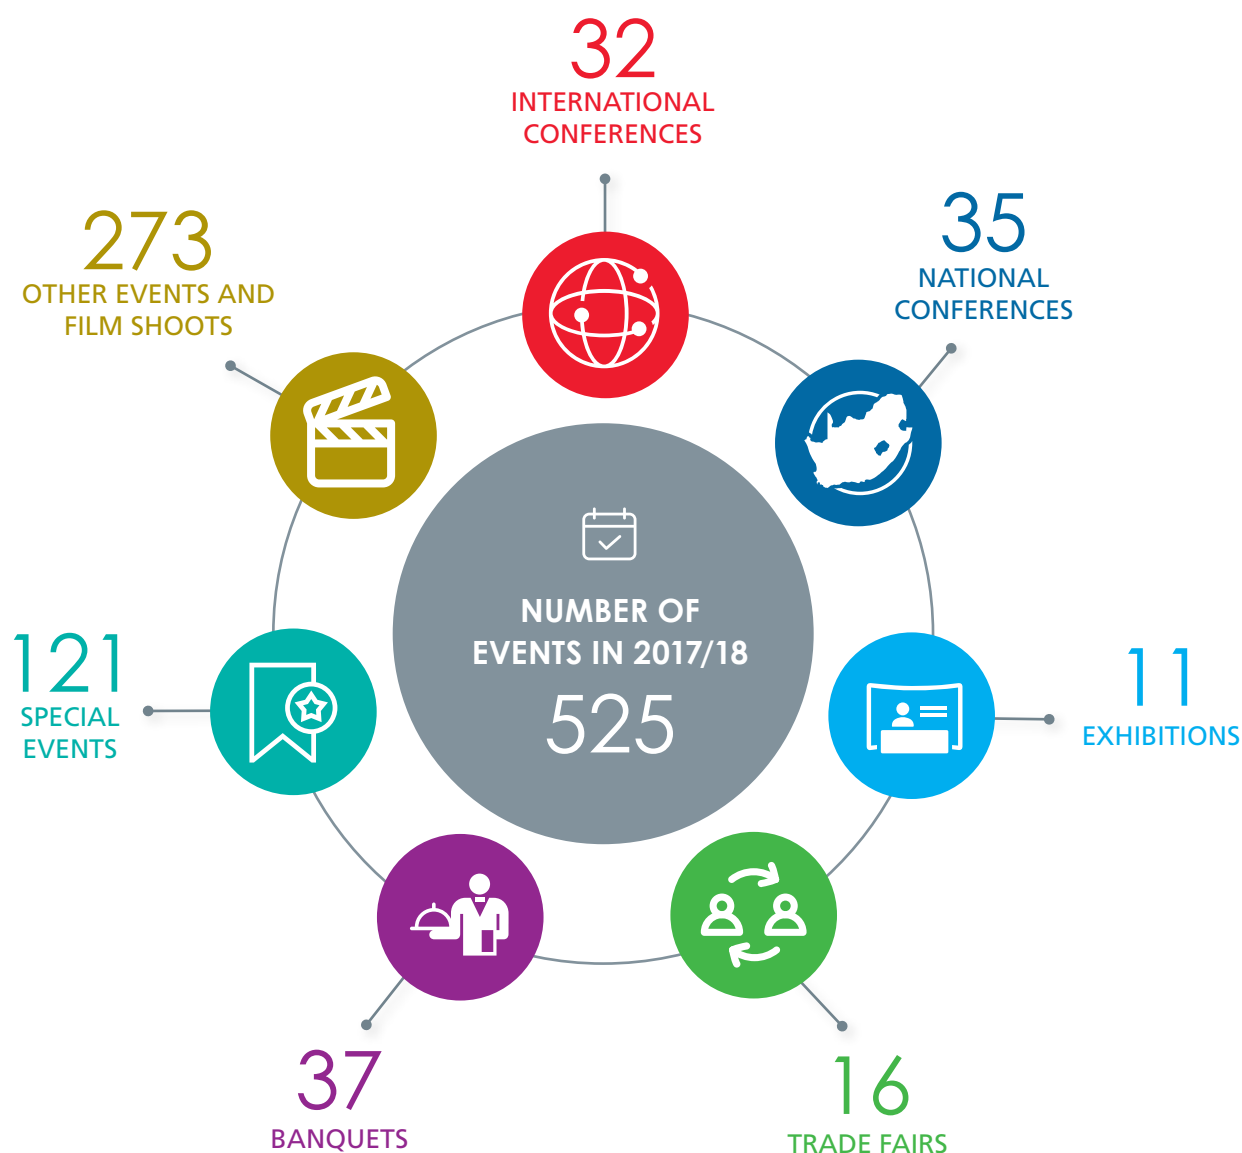 32
INTERNATIONAL
CONFERENCES
35
NATIONAL
CONFERENCES
11
EXHIBITIONS
16
TRADE FAIRS
37
BANQUETS
121
SPECIAL
EVENTS
273
OTHER EVENTS AND
FILM SHOOTS
NUMBER OF
EVENTS IN 2017/18
525